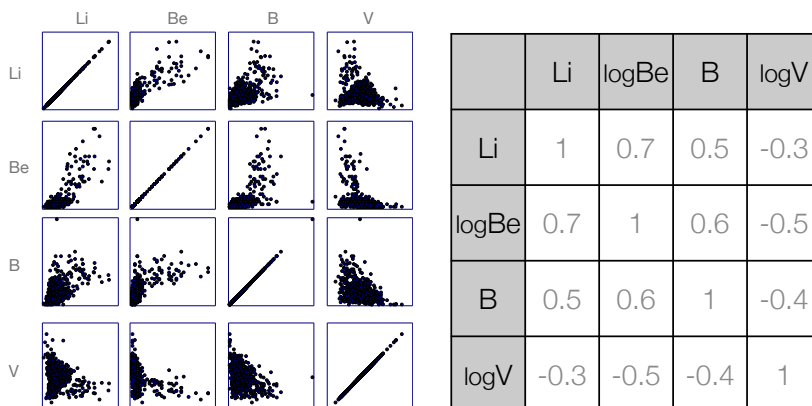 Li Be B V
Li
Be
B
V
Li logBe B logV
Li 1 0.7 0.5 -0.3
logBe 0.7 1 0.6 -0.5
B 0.5 0.6 1 -0.4
logV -0.3 -0.5 -0.4 1